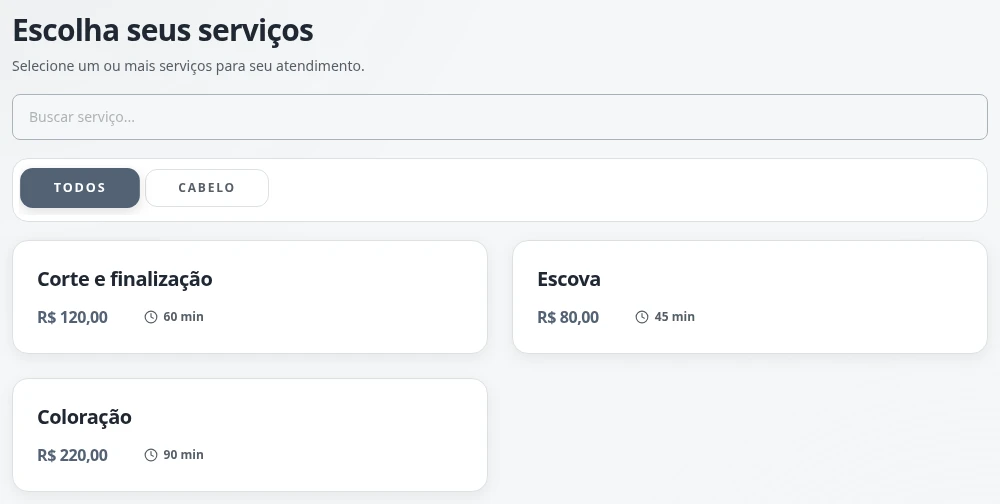 Escolha seus serviços
Selecione um ou mais serviços para seu atendimento.
Buscar serviço...
TODOS
CABELO
Corte e finalização
R$ 120,00
60 min
Escova
R$ 80,00
45 min
Coloração
R$ 220,00
90 min